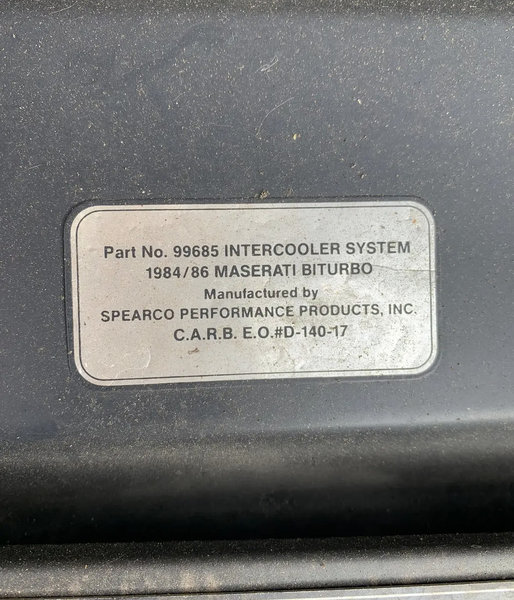 Part No. 99685 INTERCOOLER SYSTEM
1984/86 MASERATI BITURBO
Manufactured by
SPEARCO PERFORMANCE PRODUCTS, INC.
C.A.R.B. E.O.#D-140-17